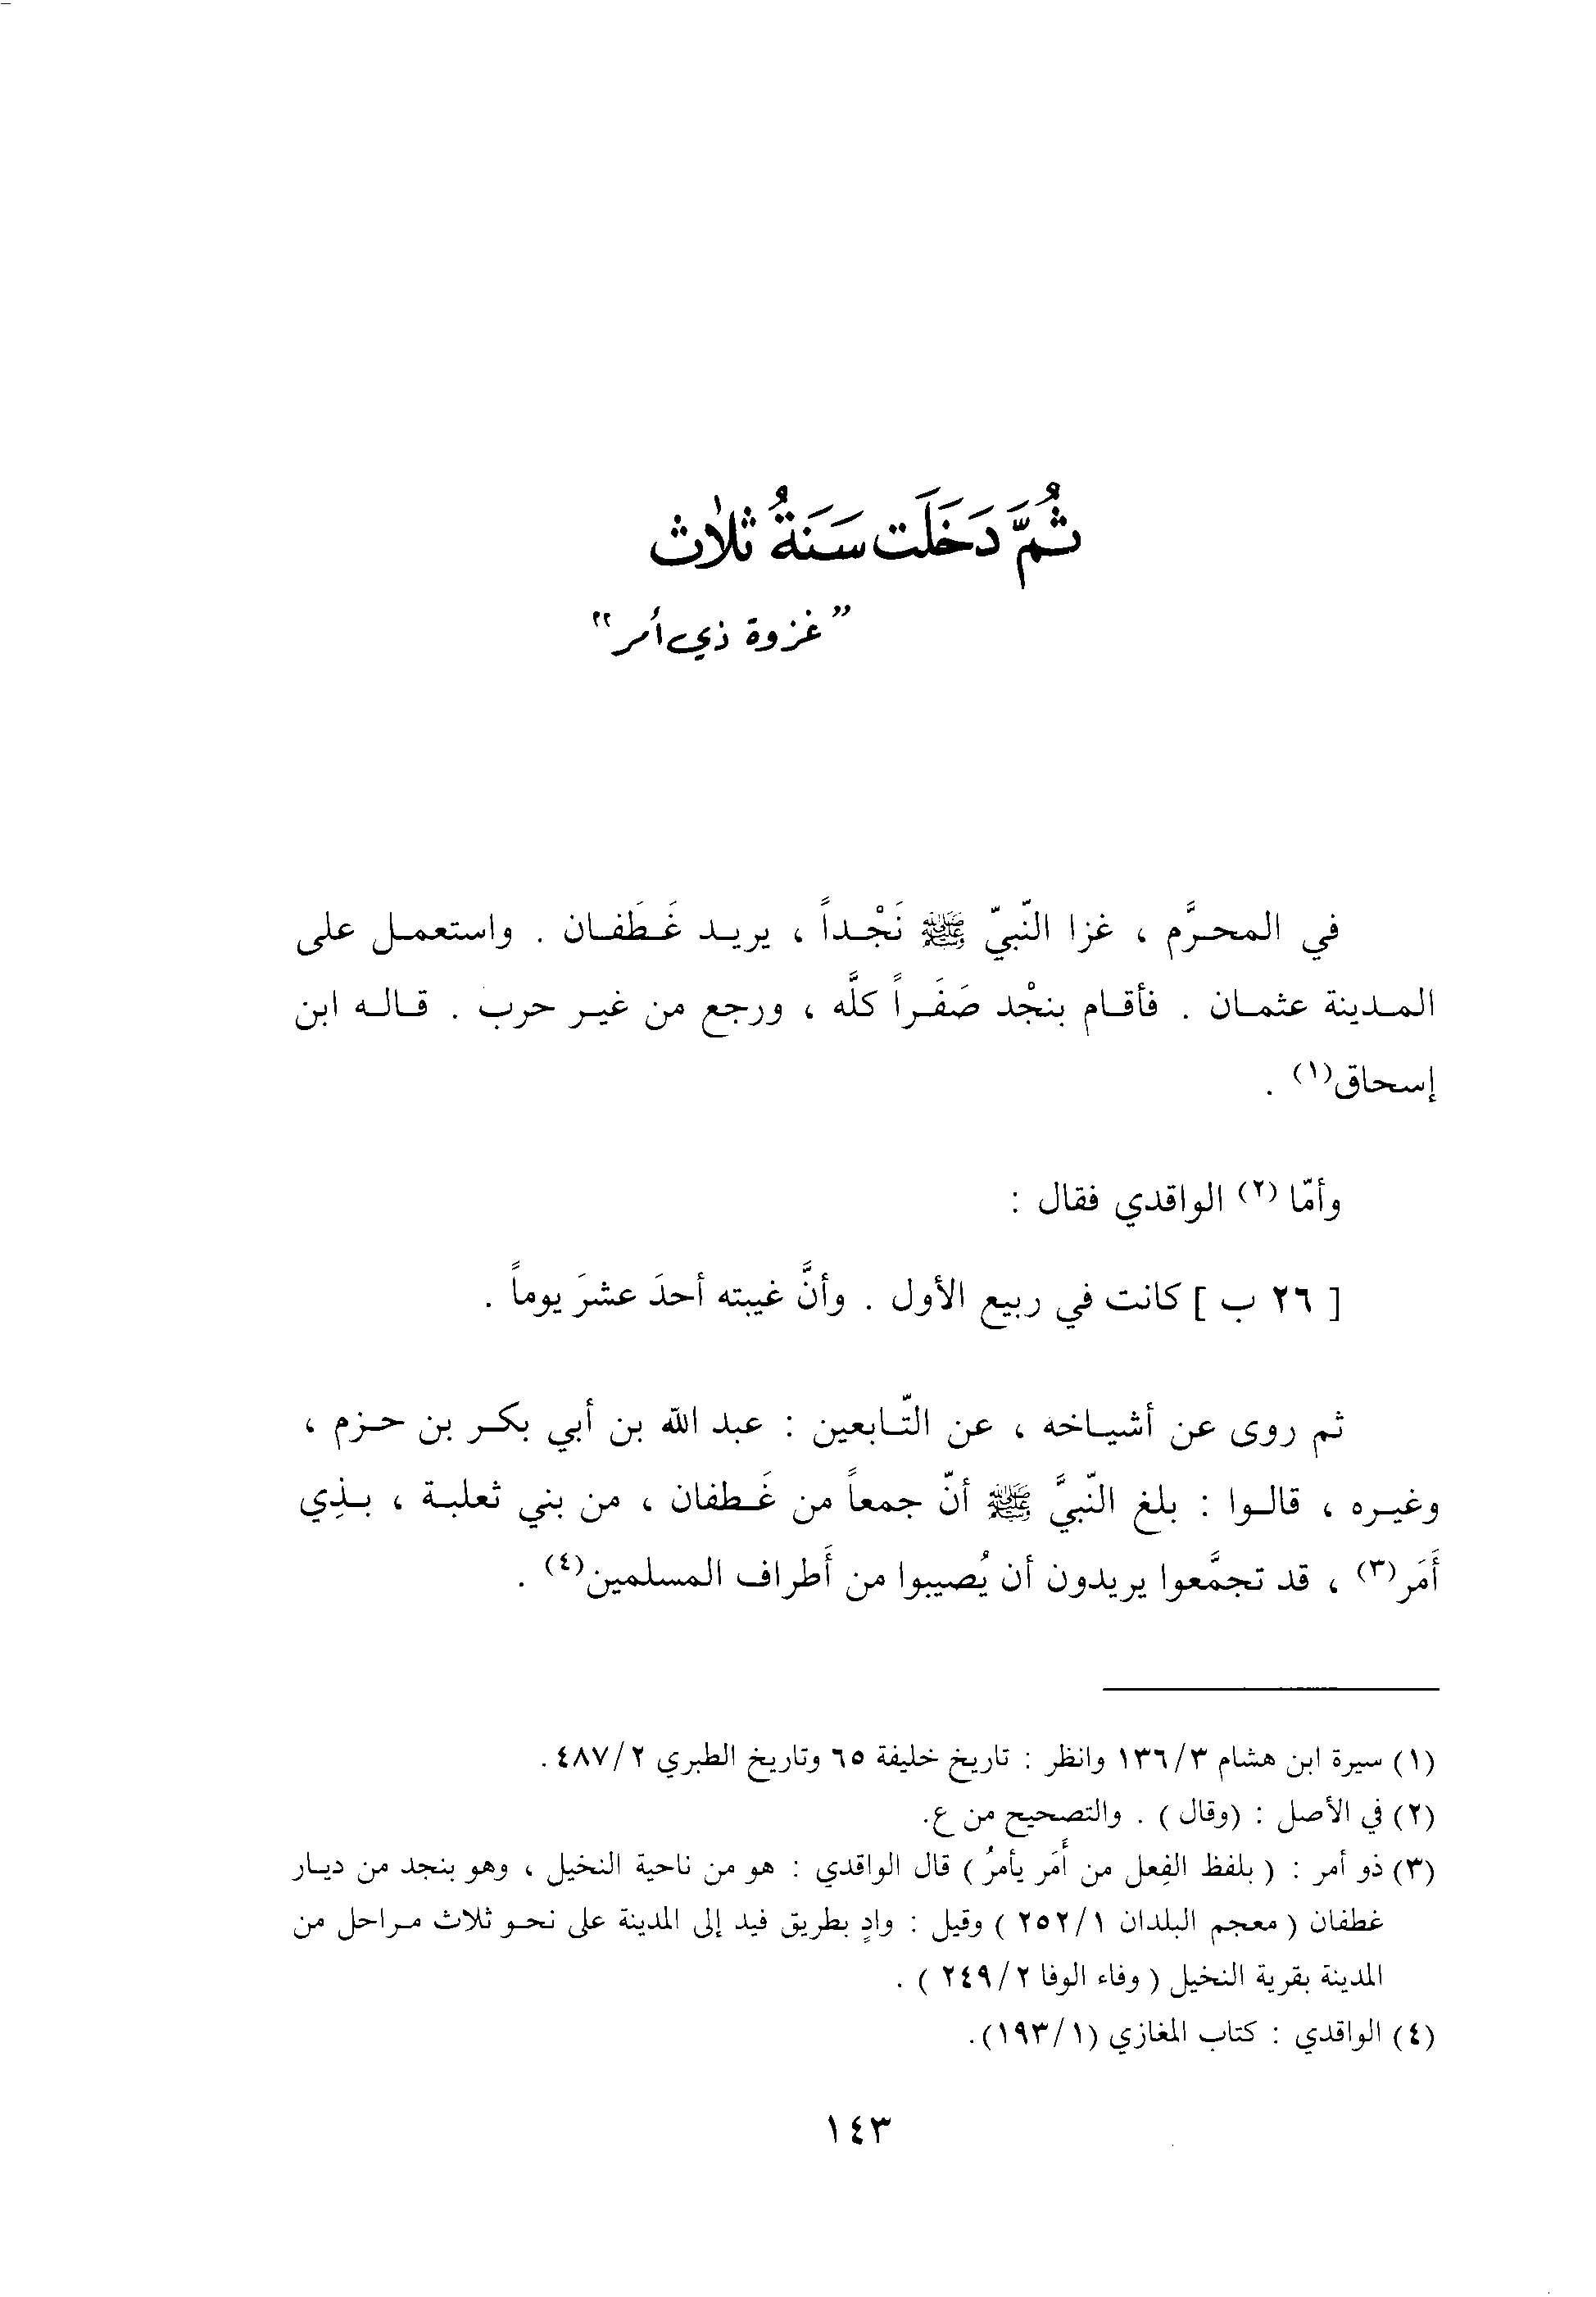 ثُمَّ دَخَلَت سَنَةُ ثلاث
"غزوة ذي أمر"
في المحرَّم ، غزا النّبيّ ﷺ نَجْداً ، يريد غَطَفان . واستعمل على
المدينة عثمان . فأقام بنجْد صَفَراً كلَّه ، ورجع من غير حرب . قاله ابن
إسحاق(١) .
وأمّا (٢) الواقدي فقال :
[ ٢٦ ب ] كانت في ربيع الأول . وأنَّ غيبته أحدَ عشرَ يوماً .
ثم روى عن أشياخه ، عن التّابعين : عبد الله بن أبي بكر بن حزم ،
وغيره ، قالوا : بلغ النّبيَّ ﷺ أنّ جمعاً من غَطفان ، من بني ثعلبة ، بذِي
أَمَر(٣) ، قد تجمَّعوا يريدون أن يُصيبوا من أَطراف المسلمين(٤) .
(١) سيرة ابن هشام ١٣٦/٣ وانظر : تاريخ خليفة ٦٥ وتاريخ الطبري ٤٨٧/٢ .
(٢) في الأصل : (وقال ) . والتصحيح من ع.
(٣) ذو أمر : ( بلفظ الفِعل من أَمَر يأمرُ ) قال الواقدي : هو من ناحية النخيل ، وهو بنجد من ديار
غطفان ( معجم البلدان ٢٥٢/١ ) وقيل : وادٍ بطريق فيد إلى المدينة على نحو ثلاث مراحل من
المدينة بقرية النخيل ( وفاء الوفا ٢٤٩/٢ ) .
(٤) الواقدي : كتاب المغازي (١٩٣/١).
١٤٣